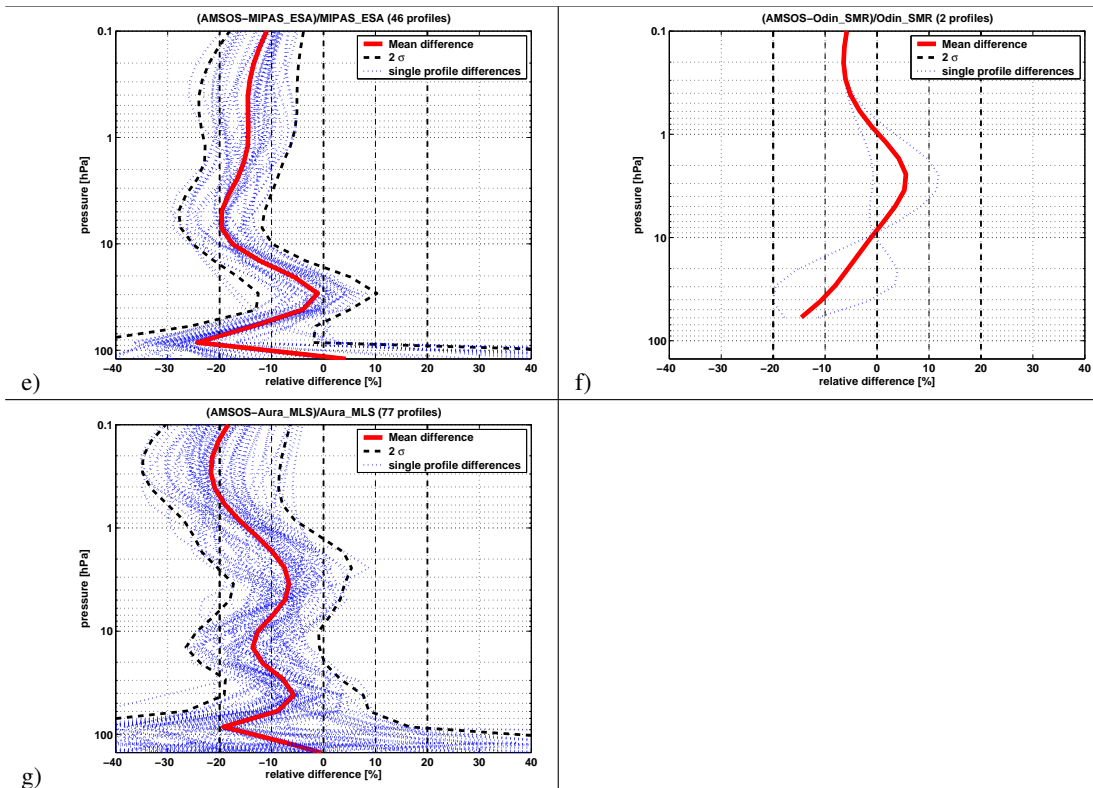 (AMSOS−MIPAS_ESA)/MIPAS_ESA (46 profiles)
0.1
1
10
100
pressure [hPa]
Mean difference
2 σ
single profile differences
−40 −30 −20 −10 0 10 20 30 40
relative difference [%]
e)
(AMSOS−Odin_SMR)/Odin_SMR (2 profiles)
0.1
1
10
100
pressure [hPa]
Mean difference
2 σ
single profile differences
−40 −30 −20 −10 0 10 20 30 40
relative difference [%]
f)
(AMSOS−Aura_MLS)/Aura_MLS (77 profiles)
0.1
1
10
100
pressure [hPa]
Mean difference
2 σ
single profile differences
−40 −30 −20 −10 0 10 20 30 40
relative difference [%]
g)